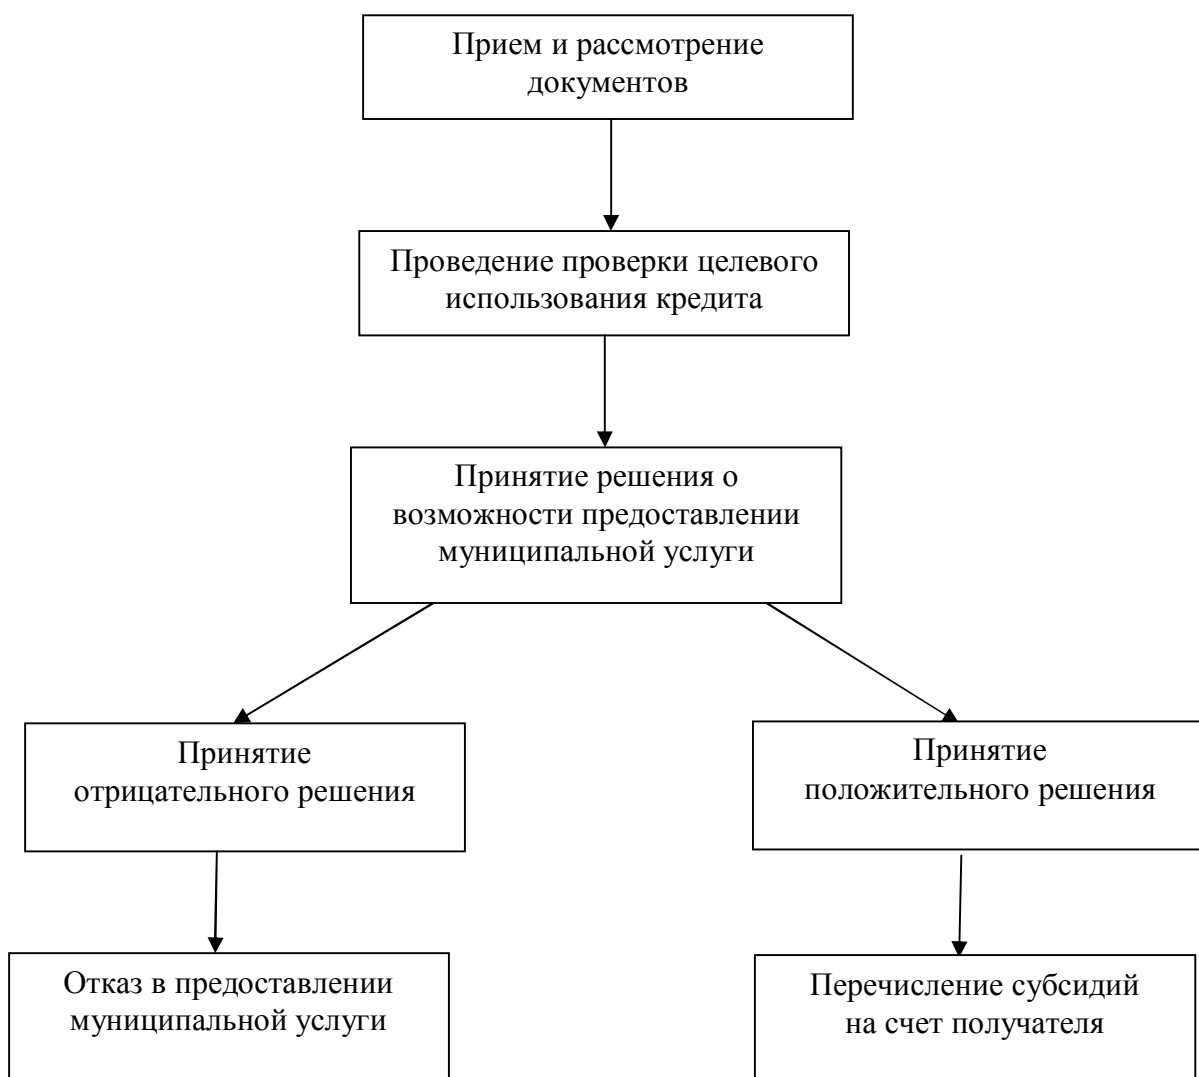 Прием и рассмотрение
документов
Проведение проверки целевого
использования кредита
Принятие решения о
возможности предоставлении
муниципальной услуги
Принятие
отрицательного решения
Принятие
положительного решения
Отказ в предоставлении
муниципальной услуги
Перечисление субсидий
на счет получателя